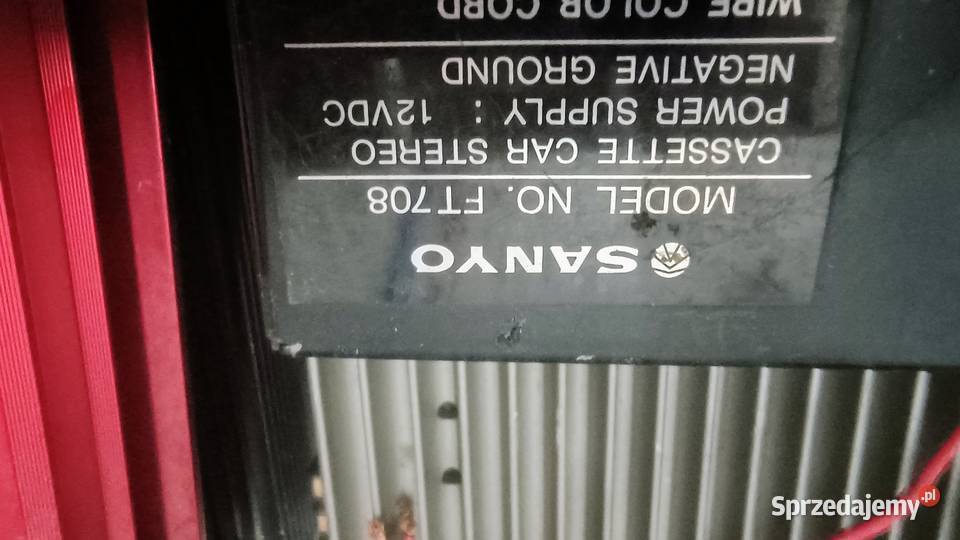 SANYO
MODEL NO. FT708
CASSETTE CAR STEREO
POWER SUPPLY : 12VDC
NEGATIVE GROUND
WIRE COLOR CORD
Sprzedajemy.pl